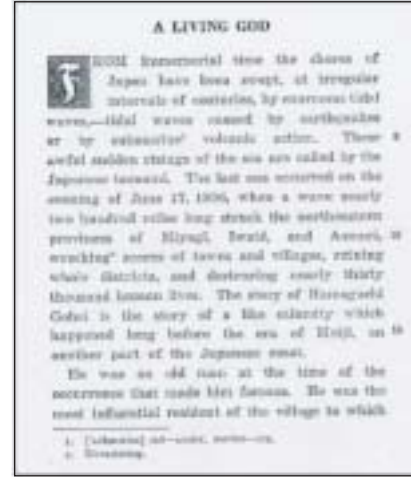 A LIVING GOD
FROM immemorial time the shores of
Japan have been swept, at irregular
intervals of centuries, by enormous tidal
waves,—tidal waves caused by earthquakes
or by submarine¹ volcanic action. These 5
awful sudden risings of the sea are called by the
Japanese tsunami. The last one occurred on the
evening of June 17, 1896, when a wave nearly
two hundred miles long struck the northeastern
provinces of Miyagi, Iwaté, and Aomori, 10
wrecking² scores of towns and villages, ruining
whole districts, and destroying nearly thirty
thousand human lives. The story of Hamaguchi
Gohei is the story of a like calamity which
happened long before the era of Meiji, on 15
another part of the Japanese coast.
He was an old man at the time of the
occurrence that made him famous. He was the
most influential resident of the village to which
1.
2.